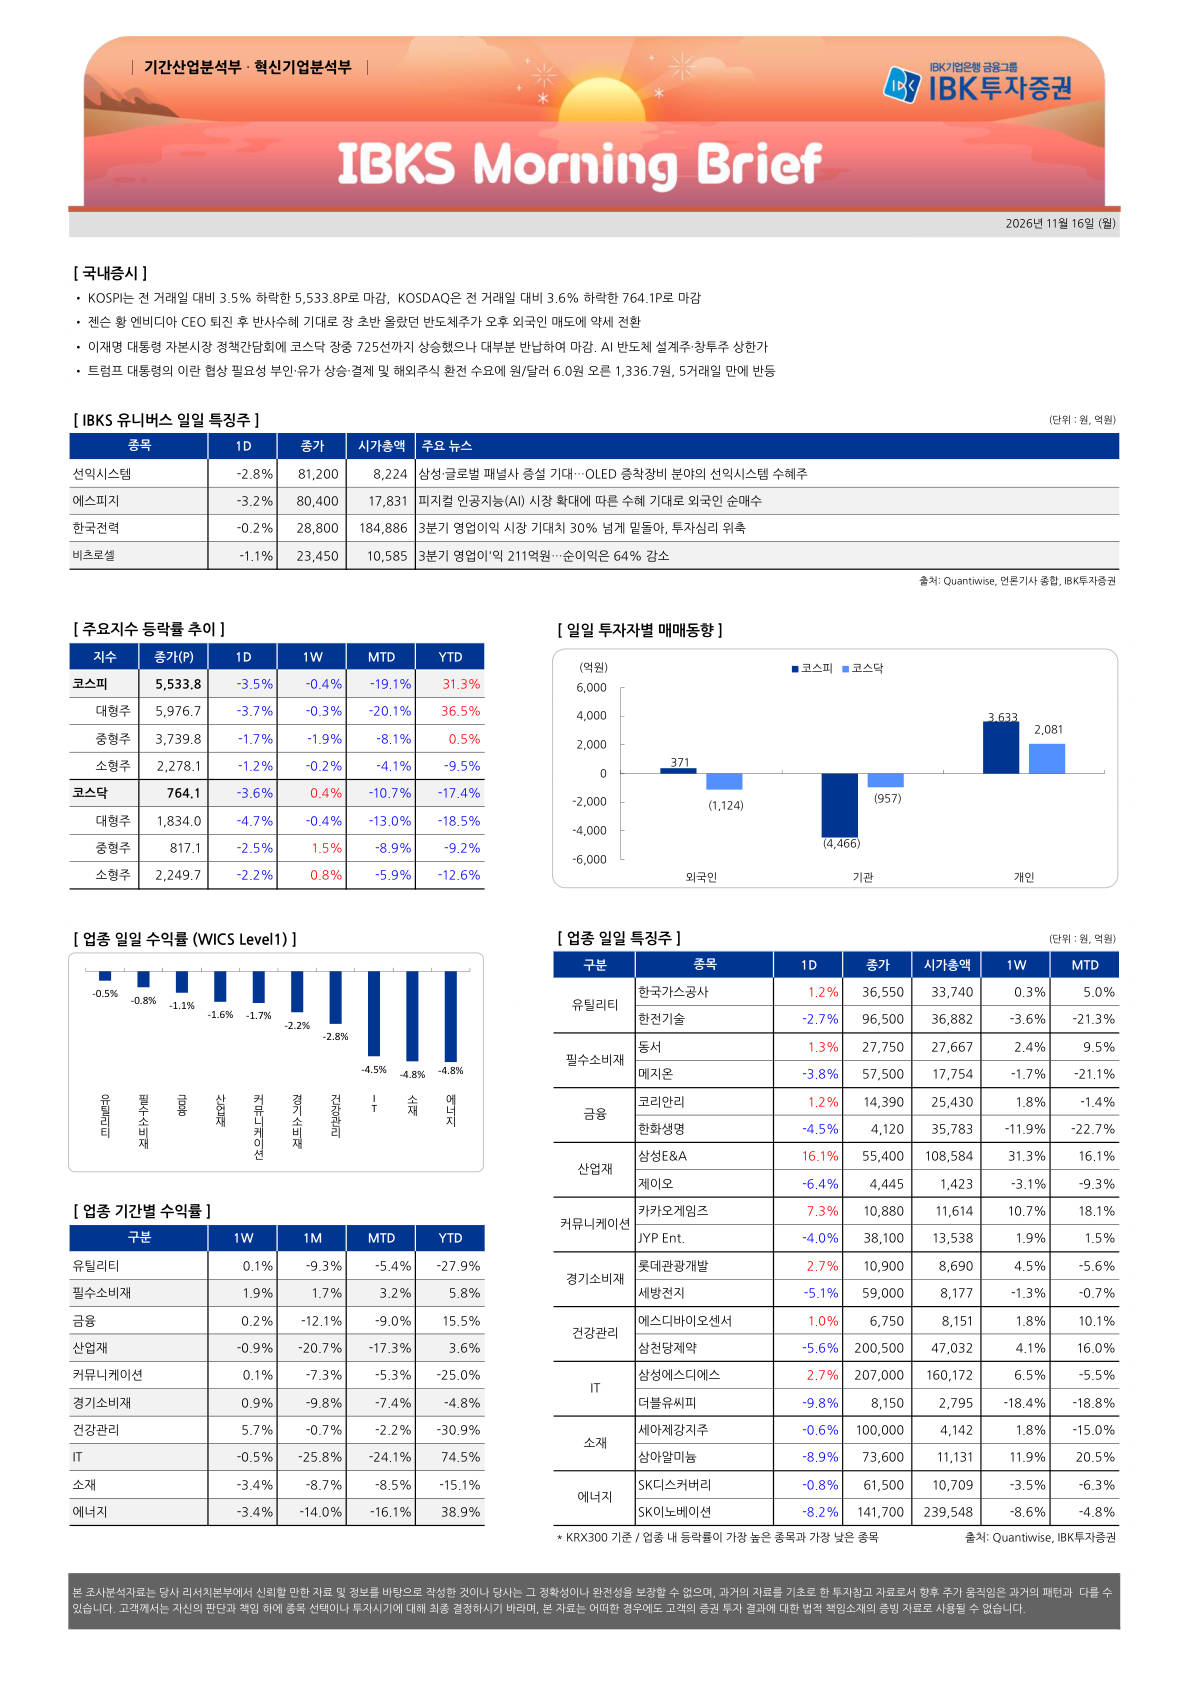 기간산업분석부 · 혁신기업분석부
IBK기업은행 금융그룹
IBK투자증권
IBKS Morning Brief
2026년 11월 16일 (월)
[ 국내증시 ]
• KOSPI는 전 거래일 대비 3.5% 하락한 5,533.8P로 마감, KOSDAQ은 전 거래일 대비 3.6% 하락한 764.1P로 마감
• 젠슨 황 엔비디아 CEO 퇴진 후 반사수혜 기대로 장 초반 올랐던 반도체주가 오후 외국인 매도에 약세 전환
• 이재명 대통령 자본시장 정책간담회에 코스닥 장중 725선까지 상승했으나 대부분 반납하여 마감. AI 반도체 설계주·창투주 상한가
• 트럼프 대통령의 이란 협상 필요성 부인·유가 상승·결제 및 해외주식 환전 수요에 원/달러 6.0원 오른 1,336.7원, 5거래일 만에 반등
[ IBKS 유니버스 일일 특징주 ] (단위 : 원, 억원)
종목 1D 종가 시가총액 주요 뉴스
선익시스템 -2.8% 81,200 8,224 삼성·글로벌 패널사 증설 기대…OLED 증착장비 분야의 선익시스템 수혜주
에스피지 -3.2% 80,400 17,831 피지컬 인공지능(AI) 시장 확대에 따른 수혜 기대로 외국인 순매수
한국전력 -0.2% 28,800 184,886 3분기 영업이익 시장 기대치 30% 넘게 밑돌아, 투자심리 위축
비츠로셀 -1.1% 23,450 10,585 3분기 영업이'익 211억원…순이익은 64% 감소
출처: Quantiwise, 언론기사 종합, IBK투자증권
[ 주요지수 등락률 추이 ]
지수 종가(P) 1D 1W MTD YTD
코스피 5,533.8 -3.5% -0.4% -19.1% 31.3%
대형주 5,976.7 -3.7% -0.3% -20.1% 36.5%
중형주 3,739.8 -1.7% -1.9% -8.1% 0.5%
소형주 2,278.1 -1.2% -0.2% -4.1% -9.5%
코스닥 764.1 -3.6% 0.4% -10.7% -17.4%
대형주 1,834.0 -4.7% -0.4% -13.0% -18.5%
중형주 817.1 -2.5% 1.5% -8.9% -9.2%
소형주 2,249.7 -2.2% 0.8% -5.9% -12.6%
[ 일일 투자자별 매매동향 ]
(억원)
코스피 코스닥
6,000
4,000
2,000
0
-2,000
-4,000
-6,000
371
(1,124)
(4,466)
(957)
3,633
2,081
외국인 기관 개인
[ 업종 일일 수익률 (WICS Level1) ]
-0.5% -0.8% -1.1% -1.6% -1.7% -2.2% -2.8% -4.5% -4.8% -4.8%
유틸리티 필수소비재 금융 산업재 커뮤니케이션 경기소비재 건강관리 IT 소재 에너지
[ 업종 기간별 수익률 ]
구분 1W 1M MTD YTD
유틸리티 0.1% -9.3% -5.4% -27.9%
필수소비재 1.9% 1.7% 3.2% 5.8%
금융 0.2% -12.1% -9.0% 15.5%
산업재 -0.9% -20.7% -17.3% 3.6%
커뮤니케이션 0.1% -7.3% -5.3% -25.0%
경기소비재 0.9% -9.8% -7.4% -4.8%
건강관리 5.7% -0.7% -2.2% -30.9%
IT -0.5% -25.8% -24.1% 74.5%
소재 -3.4% -8.7% -8.5% -15.1%
에너지 -3.4% -14.0% -16.1% 38.9%
[ 업종 일일 특징주 ] (단위 : 원, 억원)
구분 종목 1D 종가 시가총액 1W MTD
유틸리티 한국가스공사 1.2% 36,550 33,740 0.3% 5.0%
한전기술 -2.7% 96,500 36,882 -3.6% -21.3%
필수소비재 동서 1.3% 27,750 27,667 2.4% 9.5%
메지온 -3.8% 57,500 17,754 -1.7% -21.1%
금융 코리안리 1.2% 14,390 25,430 1.8% -1.4%
한화생명 -4.5% 4,120 35,783 -11.9% -22.7%
산업재 삼성E&A 16.1% 55,400 108,584 31.3% 16.1%
제이오 -6.4% 4,445 1,423 -3.1% -9.3%
커뮤니케이션 카카오게임즈 7.3% 10,880 11,614 10.7% 18.1%
JYP Ent. -4.0% 38,100 13,538 1.9% 1.5%
경기소비재 롯데관광개발 2.7% 10,900 8,690 4.5% -5.6%
세방전지 -5.1% 59,000 8,177 -1.3% -0.7%
건강관리 에스디바이오센서 1.0% 6,750 8,151 1.8% 10.1%
삼천당제약 -5.6% 200,500 47,032 4.1% 16.0%
IT 삼성에스디에스 2.7% 207,000 160,172 6.5% -5.5%
더블유씨피 -9.8% 8,150 2,795 -18.4% -18.8%
소재 세아제강지주 -0.6% 100,000 4,142 1.8% -15.0%
삼아알미늄 -8.9% 73,600 11,131 11.9% 20.5%
에너지 SK디스커버리 -0.8% 61,500 10,709 -3.5% -6.3%
SK이노베이션 -8.2% 141,700 239,548 -8.6% -4.8%
* KRX300 기준 / 업종 내 등락률이 가장 높은 종목과 가장 낮은 종목 출처: Quantiwise, IBK투자증권
본 조사분석자료는 당사 리서치본부에서 신뢰할 만한 자료 및 정보를 바탕으로 작성한 것이나 당사는 그 정확성이나 완전성을 보장할 수 없으며, 과거의 자료를 기초로 한 투자참고 자료로서 향후 주가 움직임은 과거의 패턴과 다를 수
있습니다. 고객께서는 자신의 판단과 책임 하에 종목 선택이나 투자시기에 대해 최종 결정하시기 바라며, 본 자료는 어떠한 경우에도 고객의 증권 투자 결과에 대한 법적 책임소재의 증빙 자료로 사용될 수 없습니다.